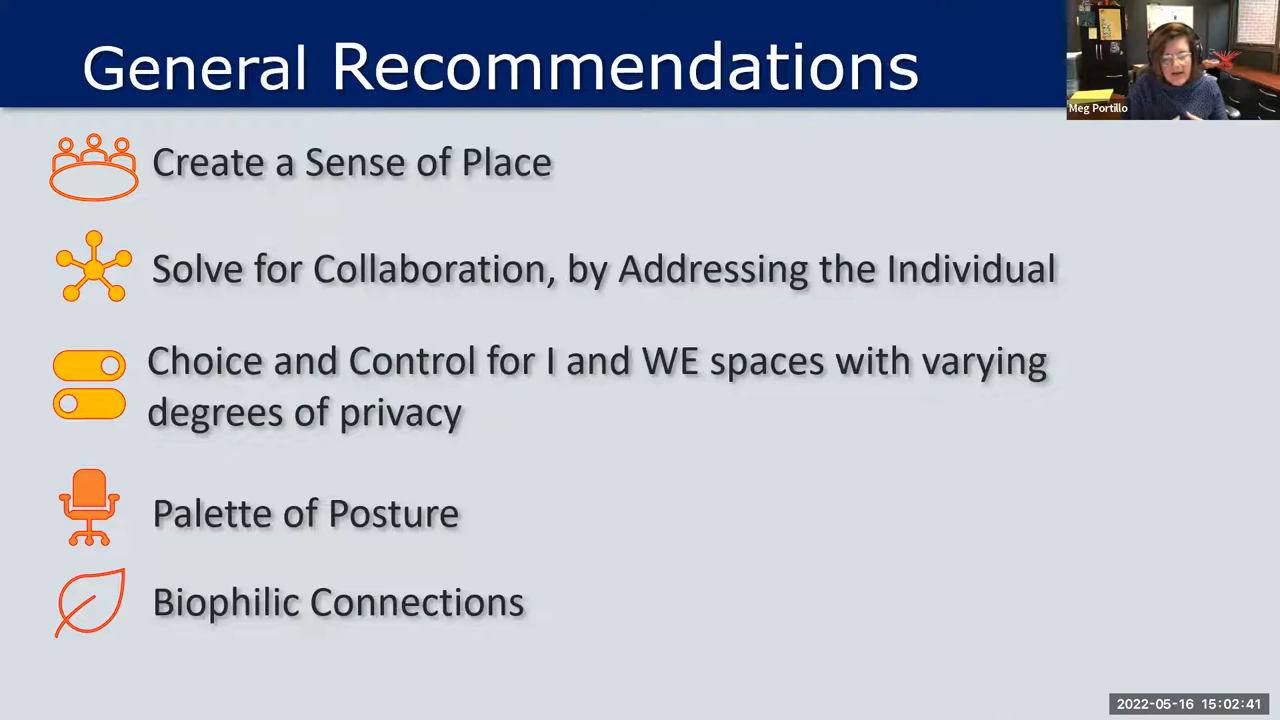 General Recommendations
Meg Portillo
Create a Sense of Place
Solve for Collaboration, by Addressing the Individual
Choice and Control for I and WE spaces with varying
degrees of privacy
Palette of Posture
Biophilic Connections
2022-05-16 15:02:41